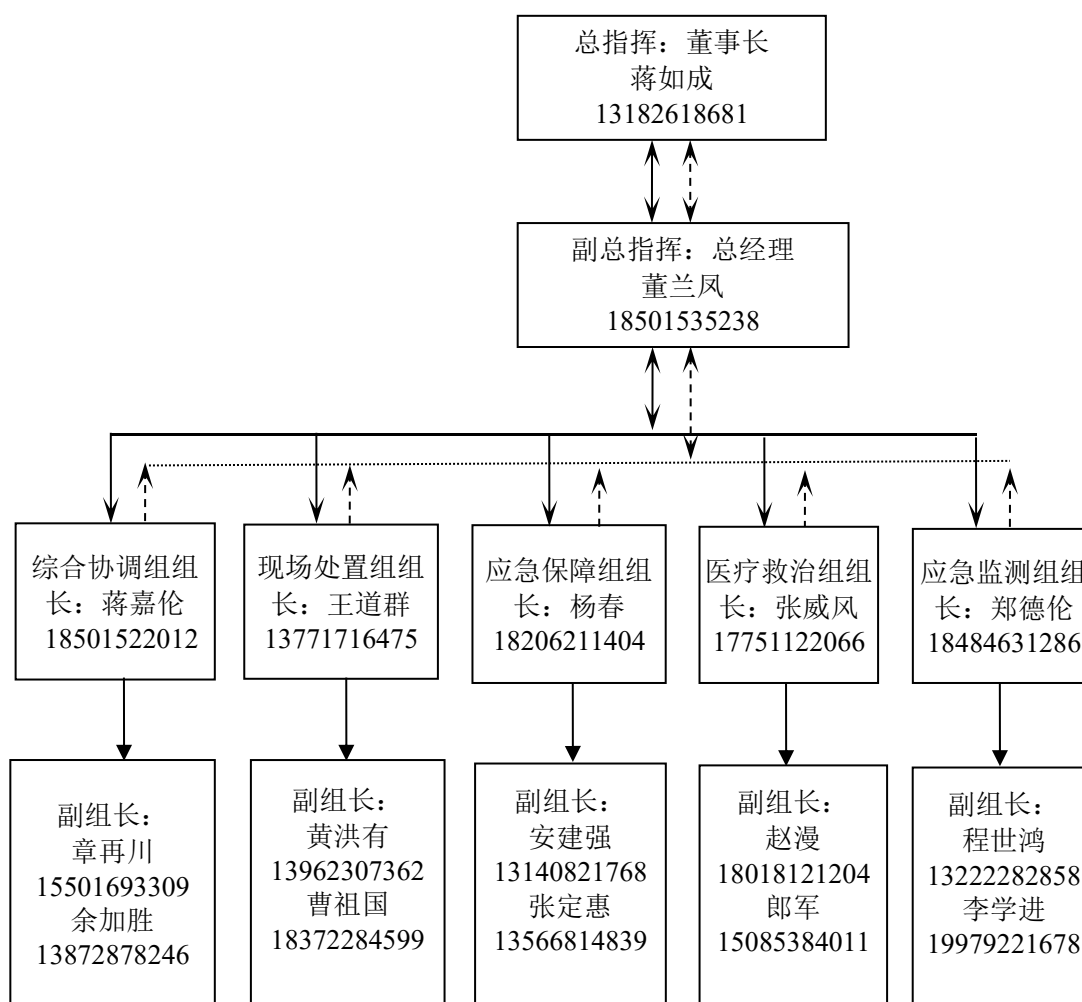 总指挥：董事长
蒋如成
13182618681
副总指挥：总经理
董兰凤
18501535238
综合协调组组
长：蒋嘉伦
18501522012
现场处置组组
长：王道群
13771716475
应急保障组组
长：杨春
18206211404
医疗救治组组
长：张威风
17751122066
应急监测组组
长：郑德伦
18484631286
副组长：
章再川
15501693309
余加胜
13872878246
副组长：
黄洪有
13962307362
曹祖国
18372284599
副组长：
安建强
13140821768
张定惠
13566814839
副组长：
赵漫
18018121204
郎军
15085384011
副组长：
程世鸿
13222282858
李学进
19979221678